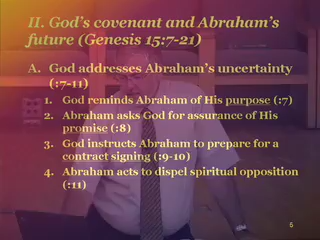 II. God's covenant and Abraham's
future (Genesis 15:7-21)
A. God addresses Abraham's uncertainty
(:7-11)
1. God reminds Abraham of His purpose (:7)
2. Abraham asks God for assurance of His
promise (:8)
3. God instructs Abraham to prepare for a
contract signing (:9-10)
4. Abraham acts to dispel spiritual opposition
(:11)
5